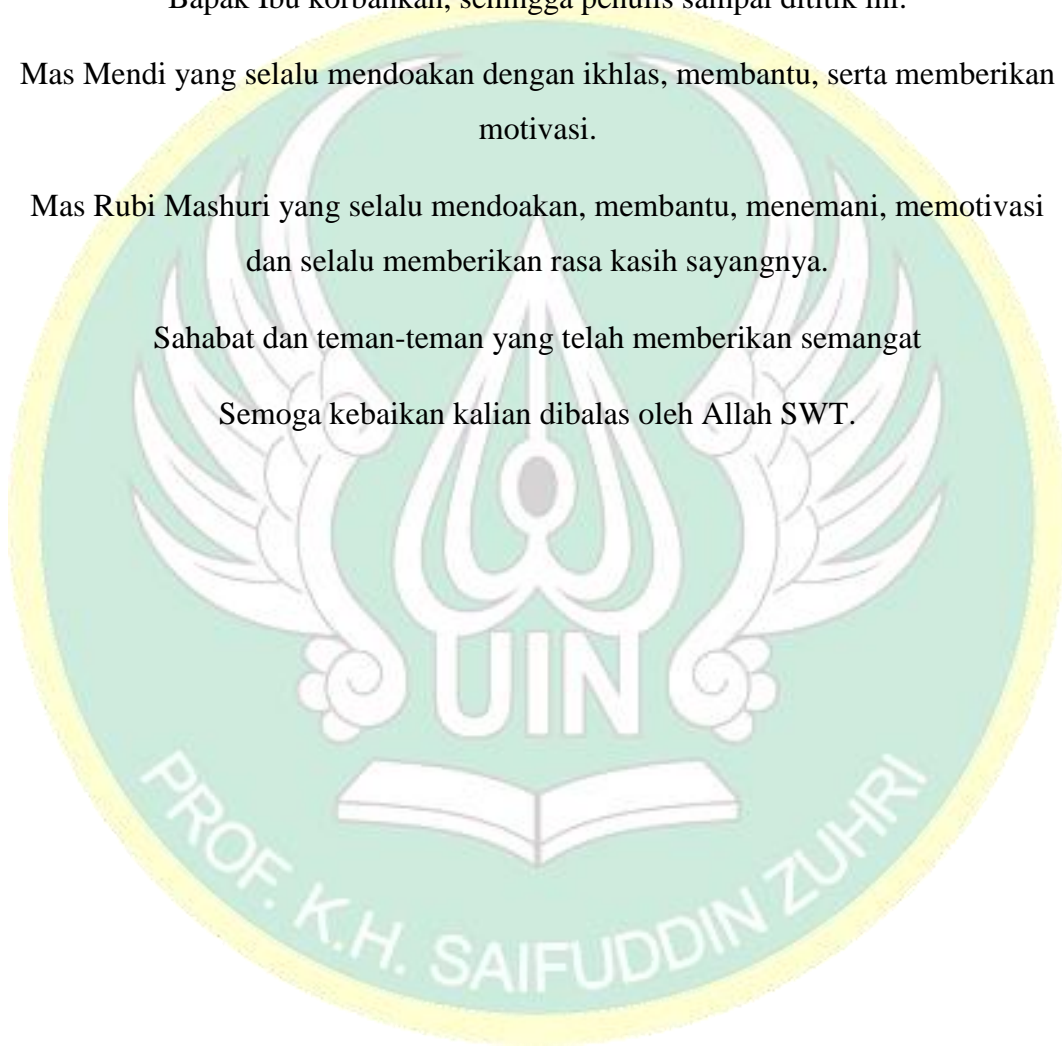 Bapak Ibu korbankan, sehingga penulis sampai dititik ini.
Mas Mendi yang selalu mendoakan dengan ikhlas, membantu, serta memberikan
motivasi.
Mas Rubi Mashuri yang selalu mendoakan, membantu, menemani, memotivasi
dan selalu memberikan rasa kasih sayangnya.
Sahabat dan teman-teman yang telah memberikan semangat
Semoga kebaikan kalian dibalas oleh Allah SWT.
UIN
PROF. K.H. SAIFUDDIN ZUHRI